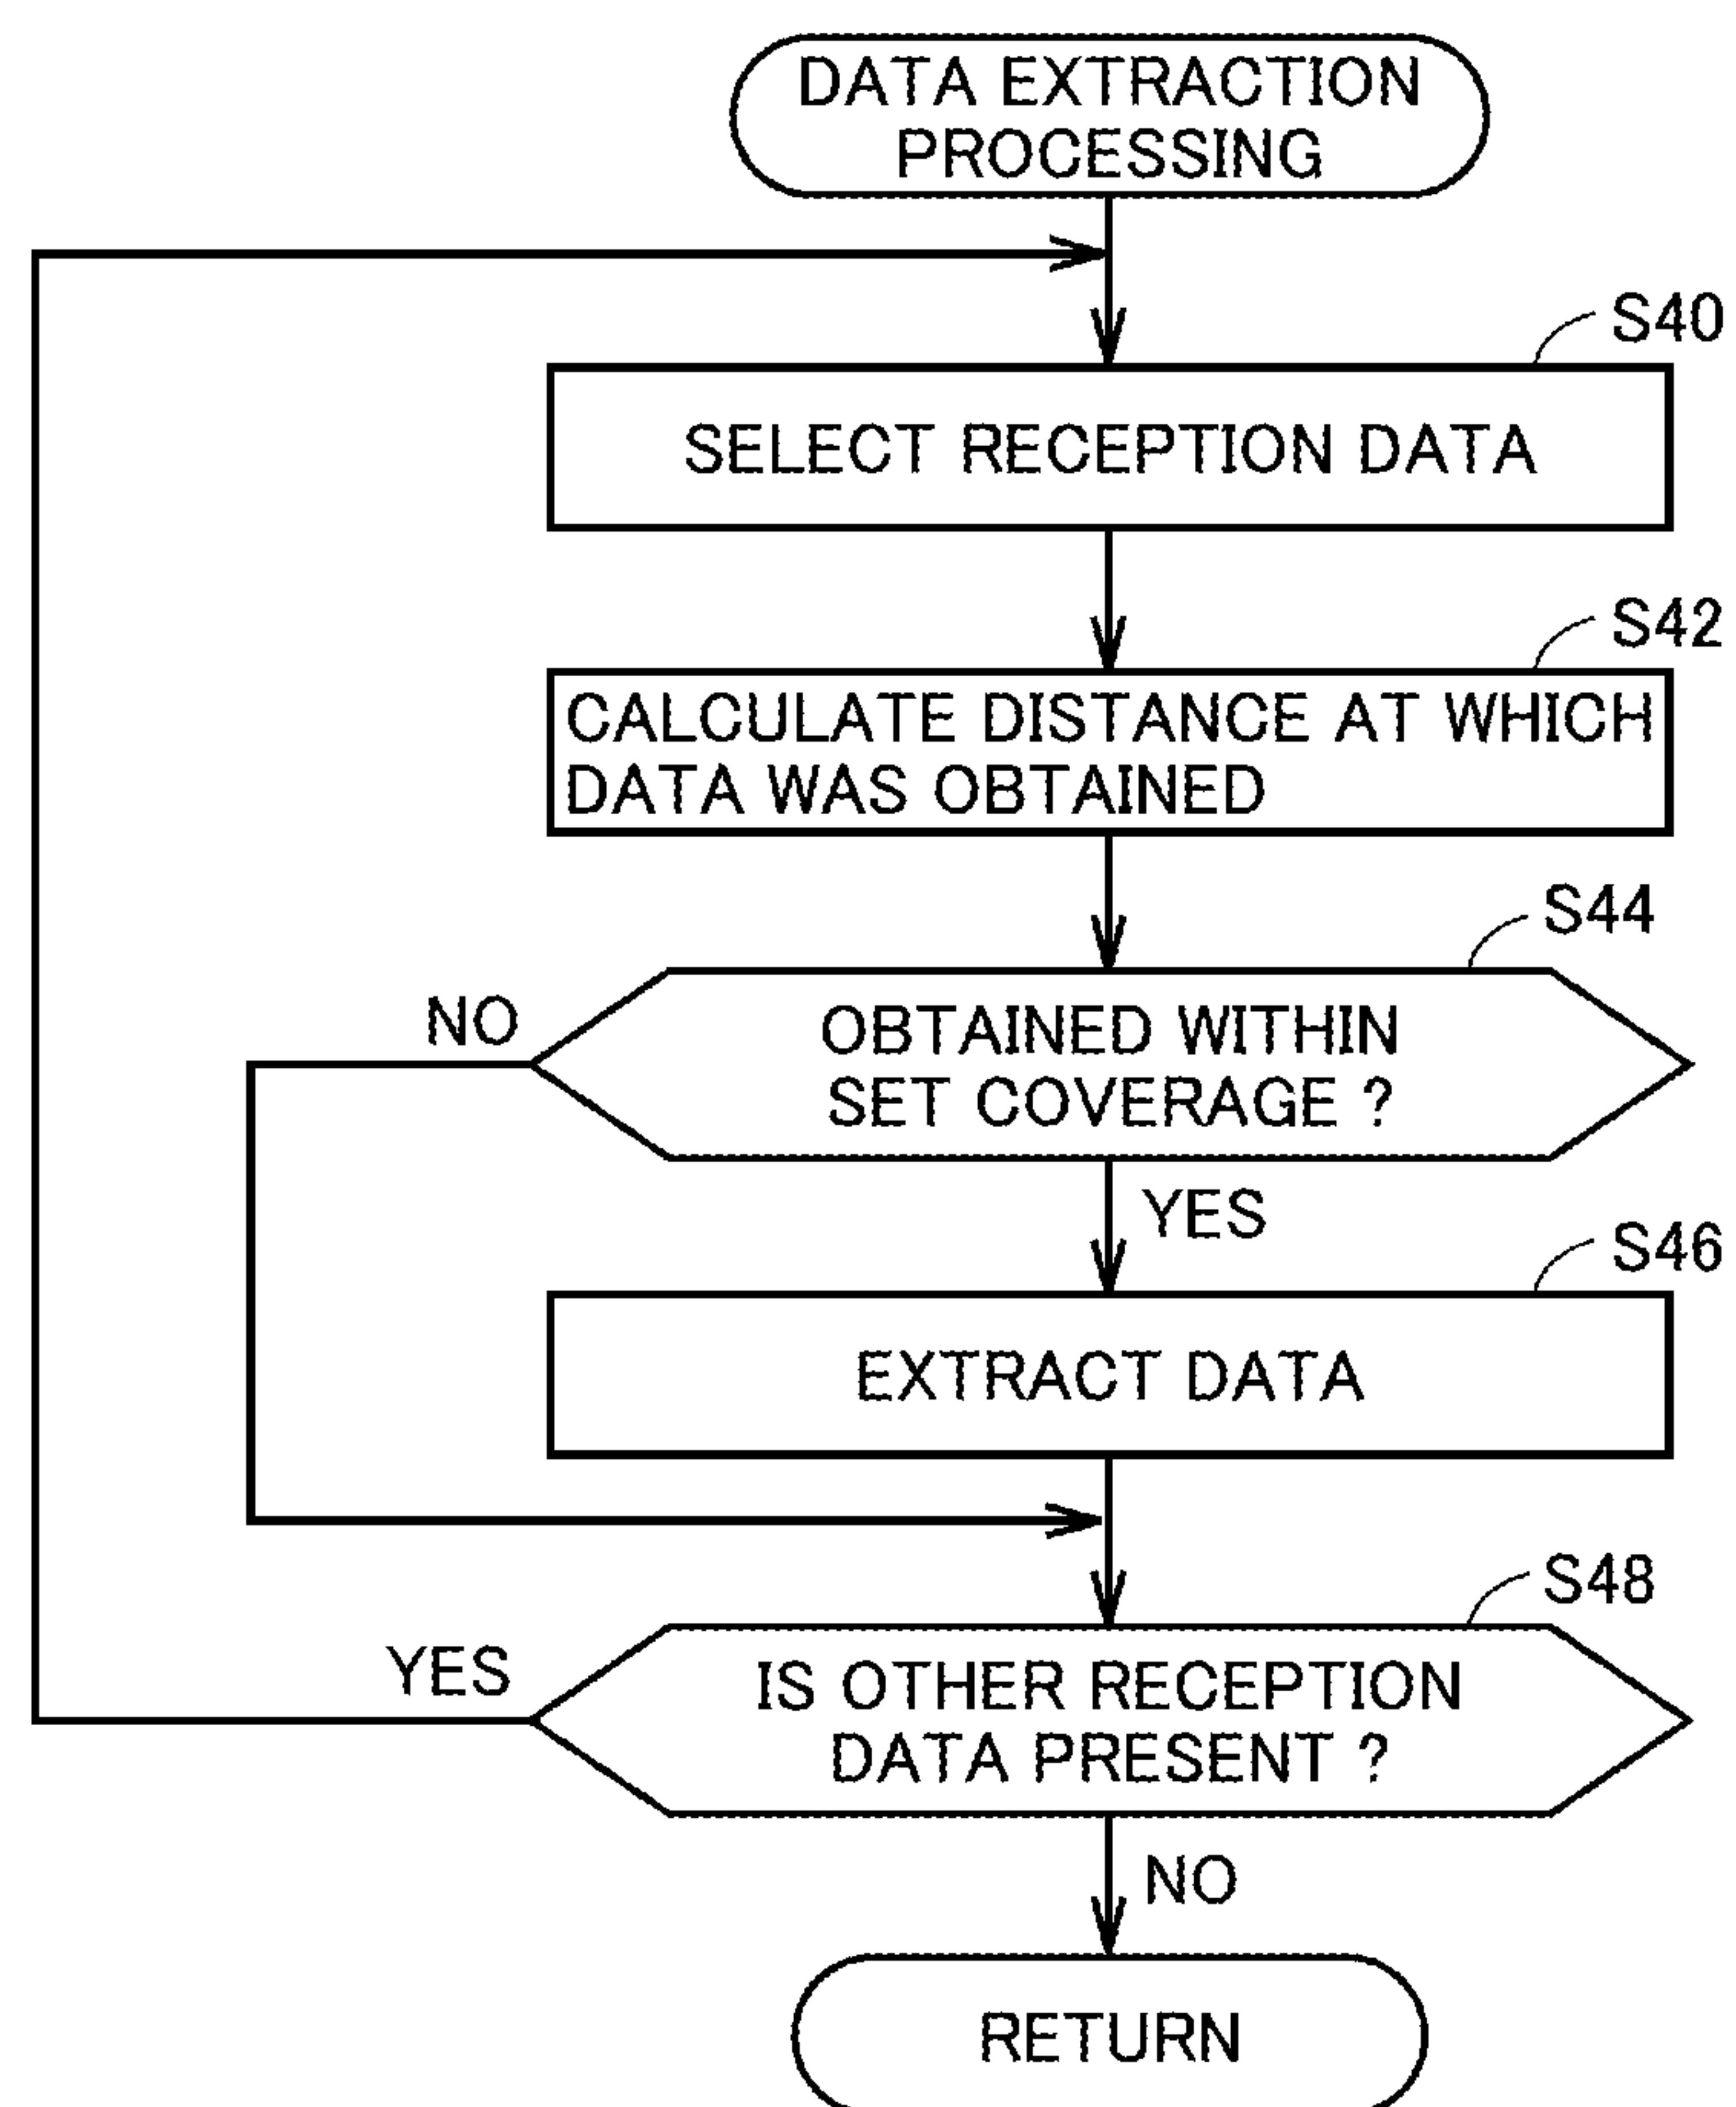 DATA EXTRACTION
PROCESSING
S40
SELECT RECEPTION DATA
S42
CALCULATE DISTANCE AT WHICH
DATA WAS OBTAINED
S44
NO
OBTAINED WITHIN
SET COVERAGE ?
YES
S46
EXTRACT DATA
S48
YES
IS OTHER RECEPTION
DATA PRESENT ?
NO
RETURN